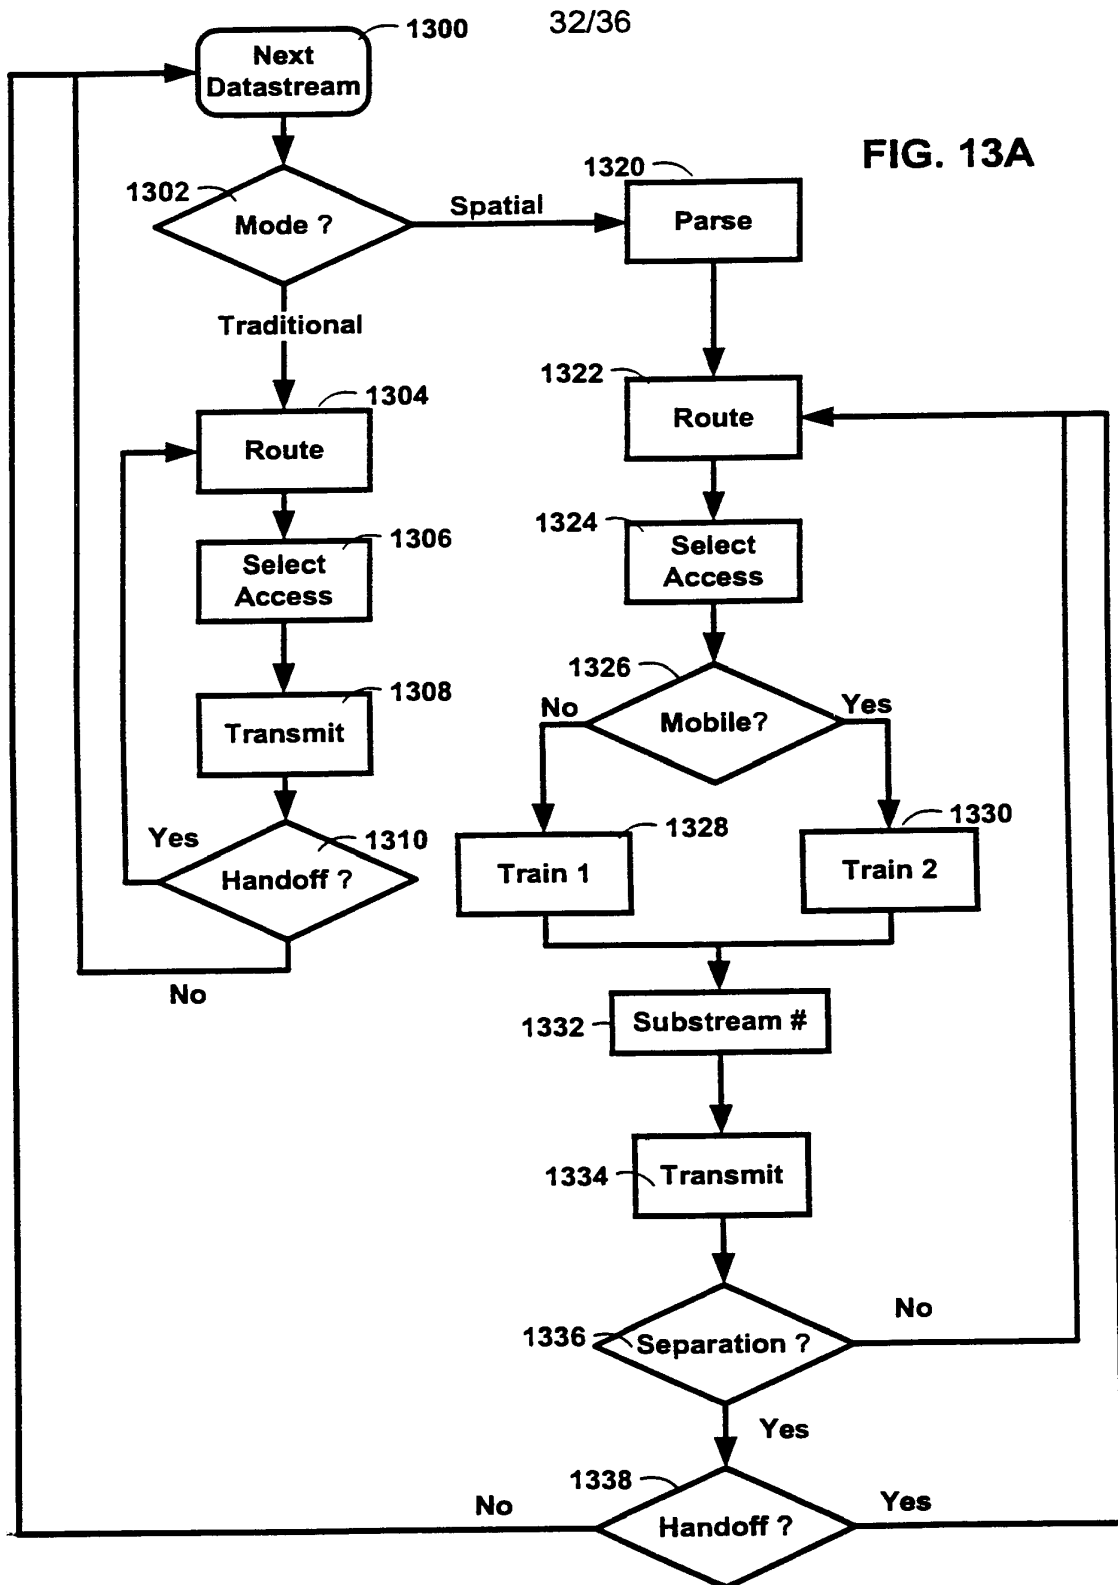 32/36
FIG. 13A
1300
Next
Datastream
1302
Mode ?
Spatial
Traditional
1304
Route
1306
Select
Access
1308
Transmit
1310
Handoff ?
Yes
No
1320
Parse
1322
Route
1324
Select
Access
1326
Mobile?
No
Yes
1328
Train 1
1330
Train 2
1332
Substream #
1334
Transmit
1336
Separation ?
No
Yes
1338
Handoff ?
No
Yes